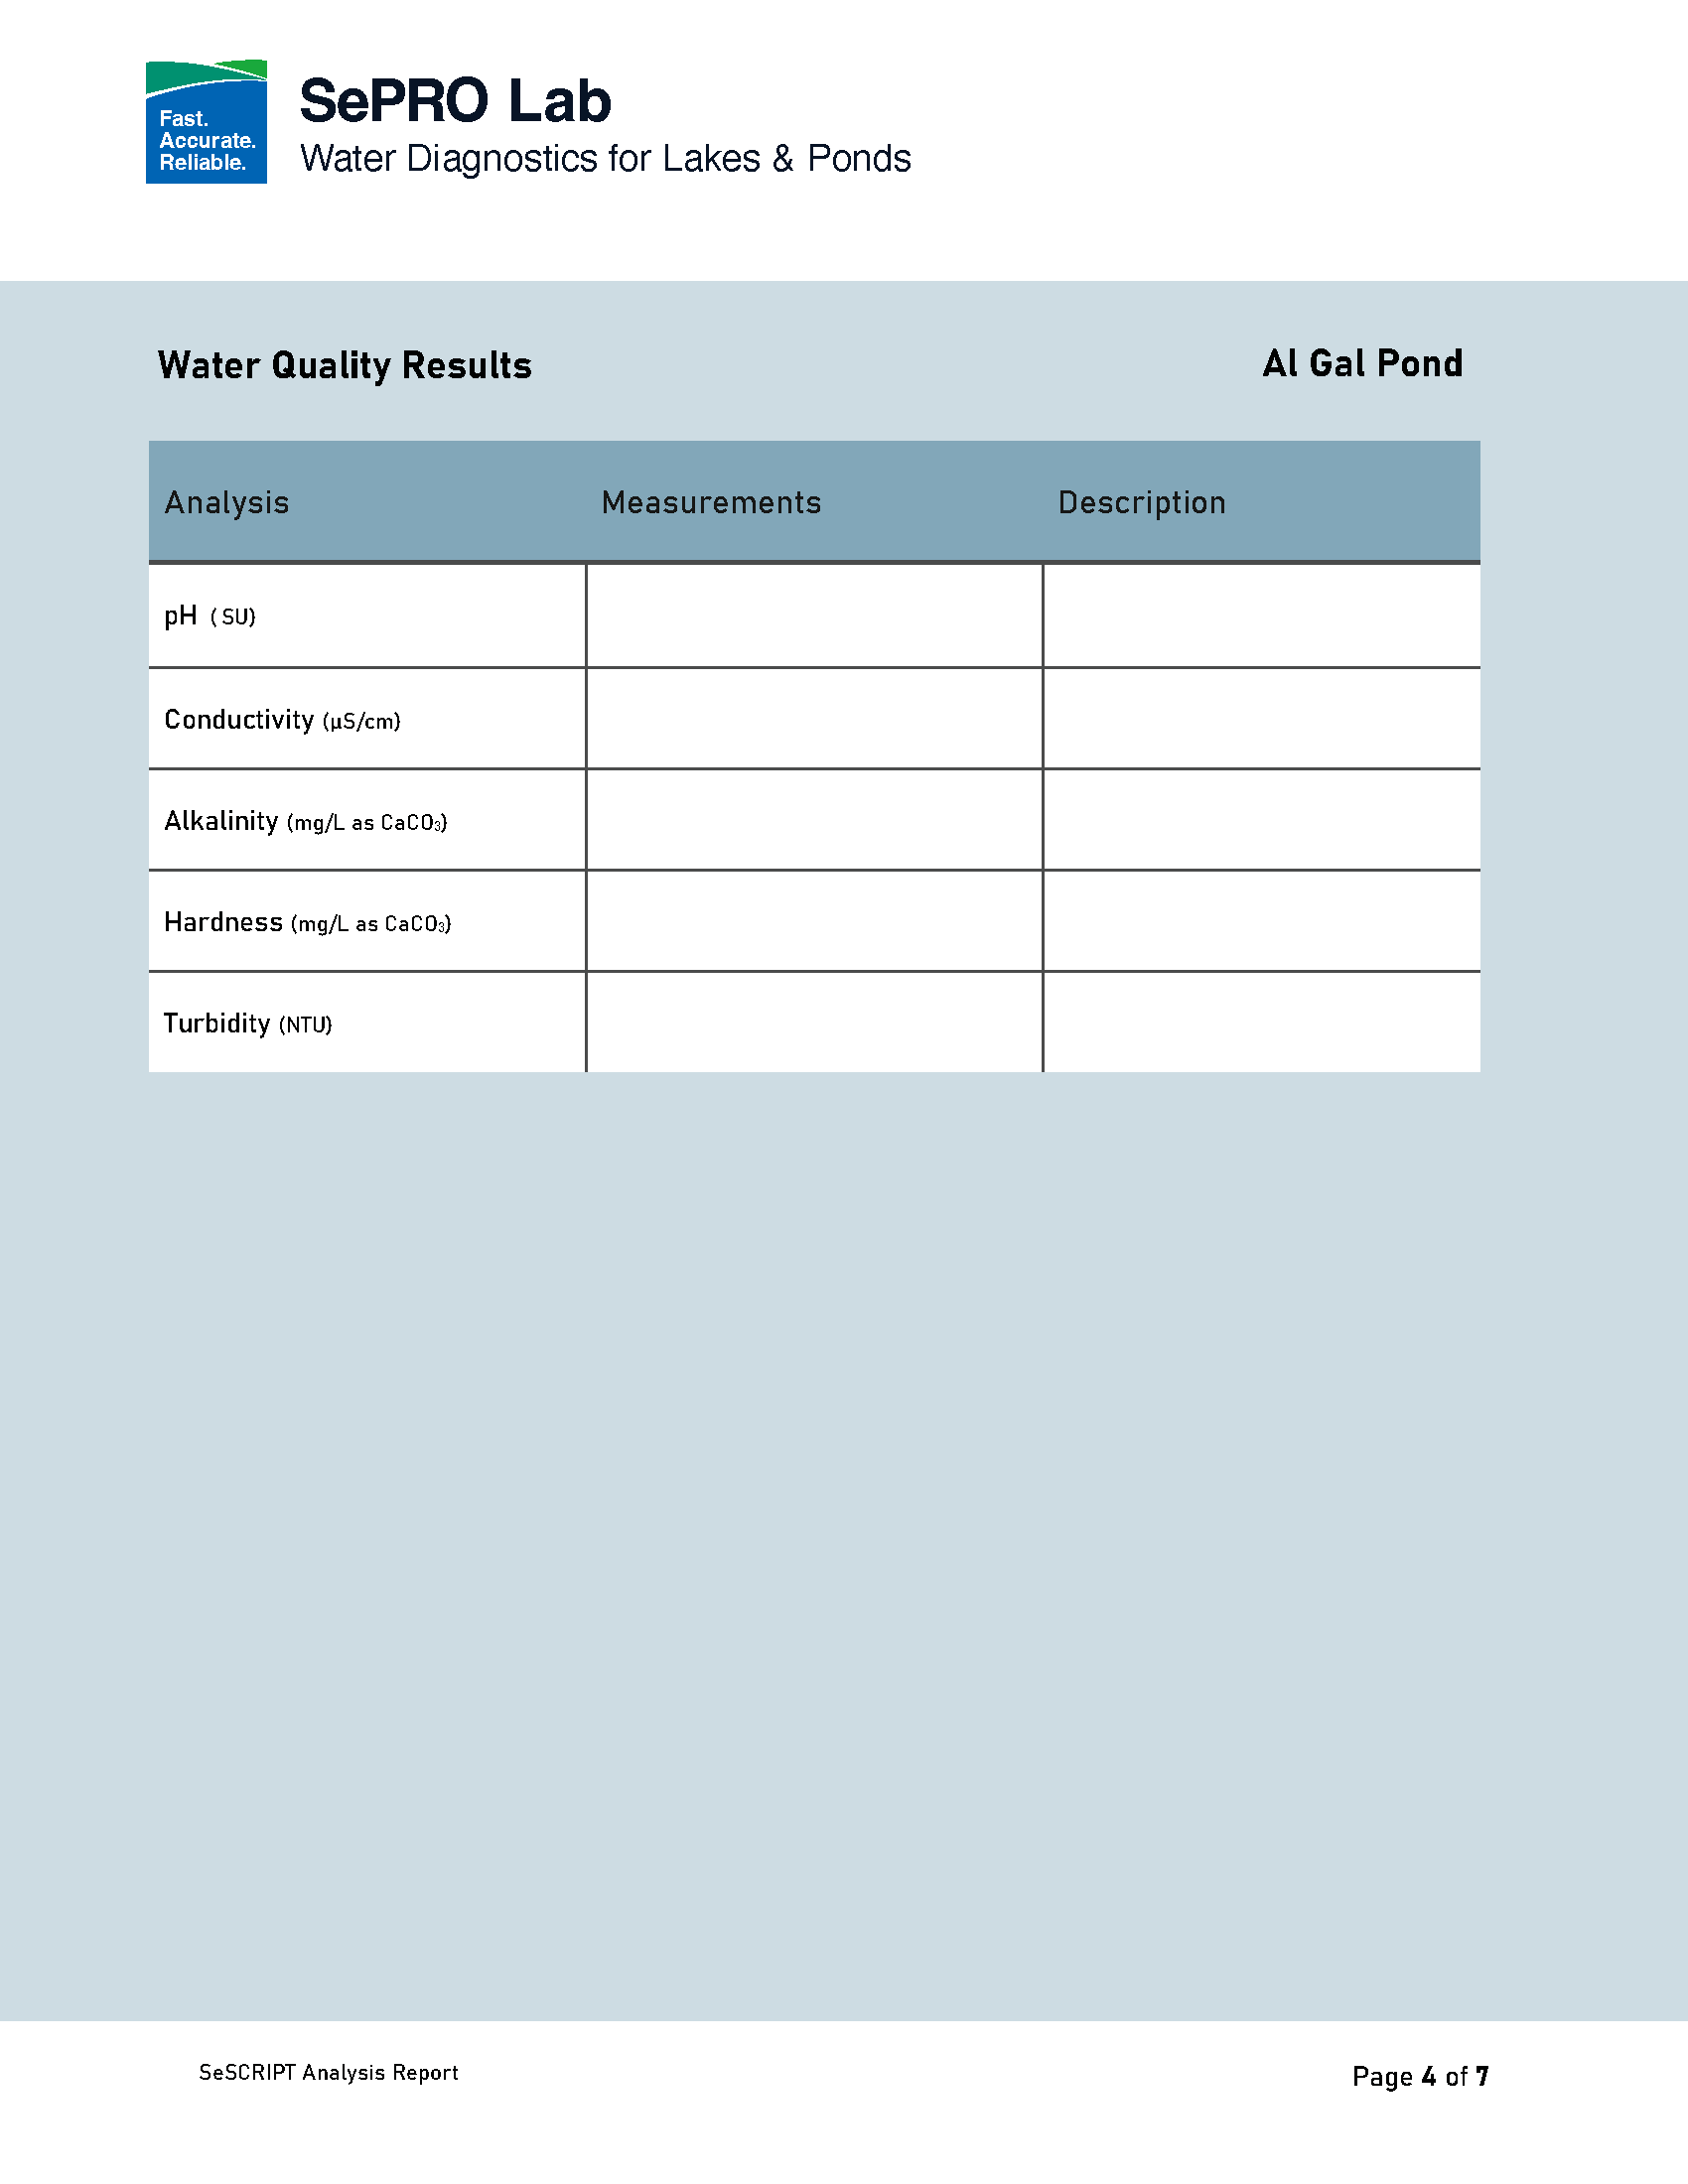 Fast.
Accurate.
Reliable.
SePRO Lab
Water Diagnostics for Lakes & Ponds
Water Quality Results
Al Gal Pond
Analysis Measurements Description
pH ( SU)
Conductivity (µS/cm)
Alkalinity (mg/L as CaCO₃)
Hardness (mg/L as CaCO₃)
Turbidity (NTU)
SeSCRIPT Analysis Report
Page 4 of 7